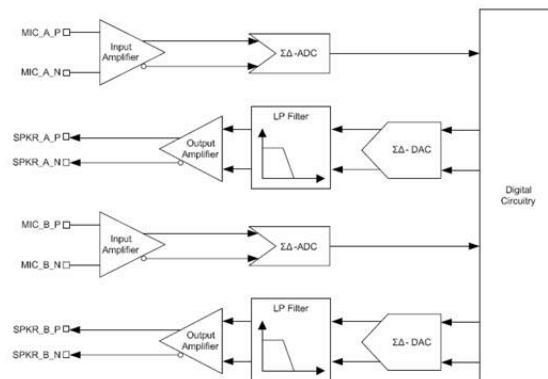 MIC_A_P
MIC_A_N
Input
Amplifier
ΣΔ-ADC
SPKR_A_P
SPKR_A_N
Output
Amplifier
LP Filter
ΣΔ- DAC
Digital
Circuitry
MIC_B_P
MIC_B_N
Input
Amplifier
ΣΔ-ADC
SPKR_B_P
SPKR_B_N
Output
Amplifier
LP Filter
ΣΔ- DAC